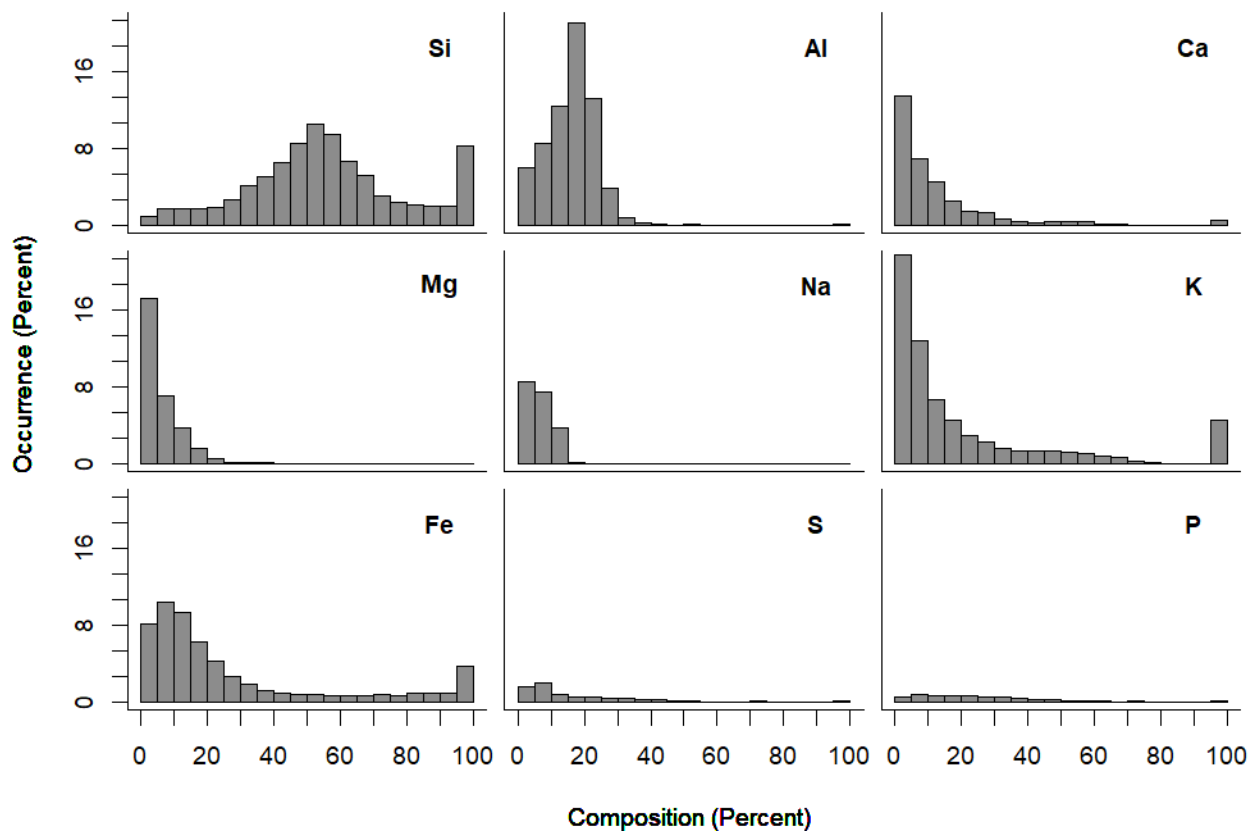 Si
Al
Ca
16
8
0
Mg
Na
K
16
8
0
Occurrence (Percent)
Fe
S
P
16
8
0
0 20 40 60 80 100 0 20 40 60 80 100 0 20 40 60 80 100
Composition (Percent)